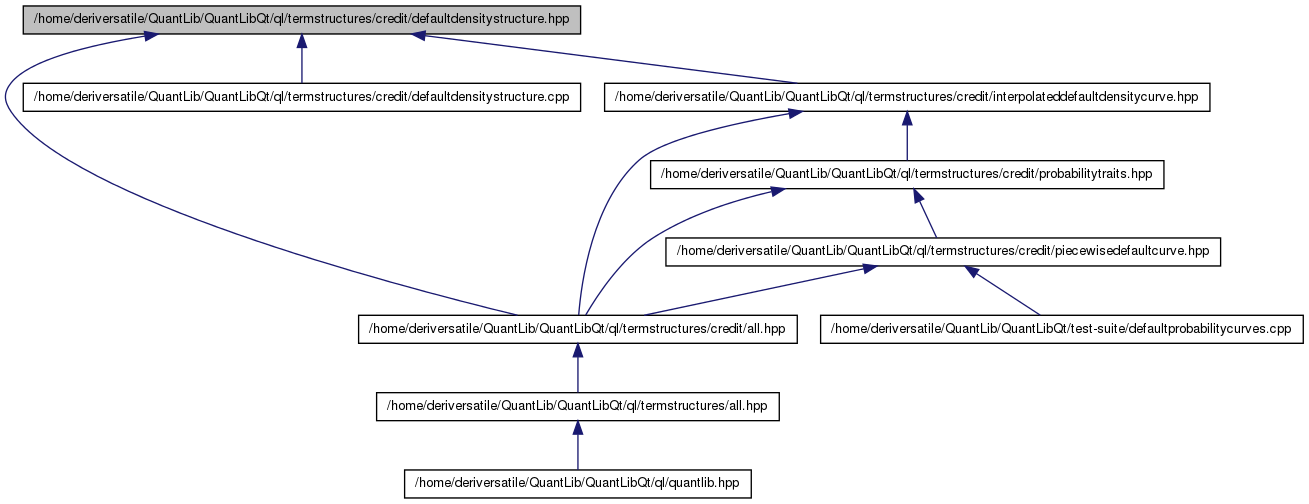 /home/deriversatile/QuantLib/QuantLibQt/ql/termstructures/credit/defaultdensitystructure.hpp
/home/deriversatile/QuantLib/QuantLibQt/ql/termstructures/credit/defaultdensitystructure.cpp
/home/deriversatile/QuantLib/QuantLibQt/ql/termstructures/credit/interpolateddefaultdensitycurve.hpp
/home/deriversatile/QuantLib/QuantLibQt/ql/termstructures/credit/probabilitytraits.hpp
/home/deriversatile/QuantLib/QuantLibQt/ql/termstructures/credit/piecewisedefaultcurve.hpp
/home/deriversatile/QuantLib/QuantLibQt/ql/termstructures/credit/all.hpp
/home/deriversatile/QuantLib/QuantLibQt/test-suite/defaultprobabilitycurves.cpp
/home/deriversatile/QuantLib/QuantLibQt/ql/termstructures/all.hpp
/home/deriversatile/QuantLib/QuantLibQt/ql/quantlib.hpp